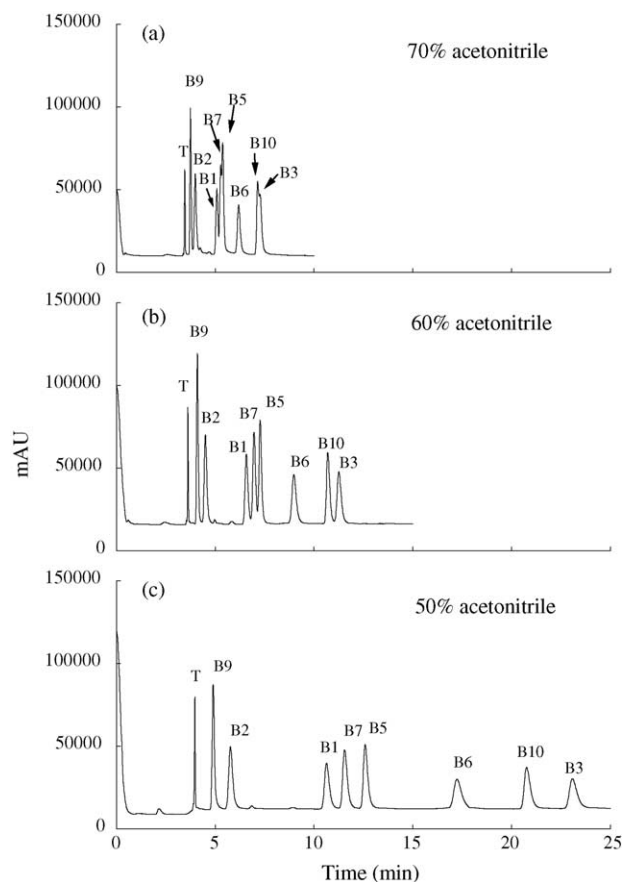 150000
(a)
70% acetonitrile
B9
100000
B5
B7
T
B2
B10
B1
B3
50000
B6
0
150000
(b)
60% acetonitrile
B9
100000
T
B5
B7
B2
B1
B10
B3
B6
50000
0
mAU
150000
(c)
50% acetonitrile
100000
B9
T
B2
B1
B7
B5
B6
B10
B3
50000
0
0 5 10 15 20 25
Time (min)